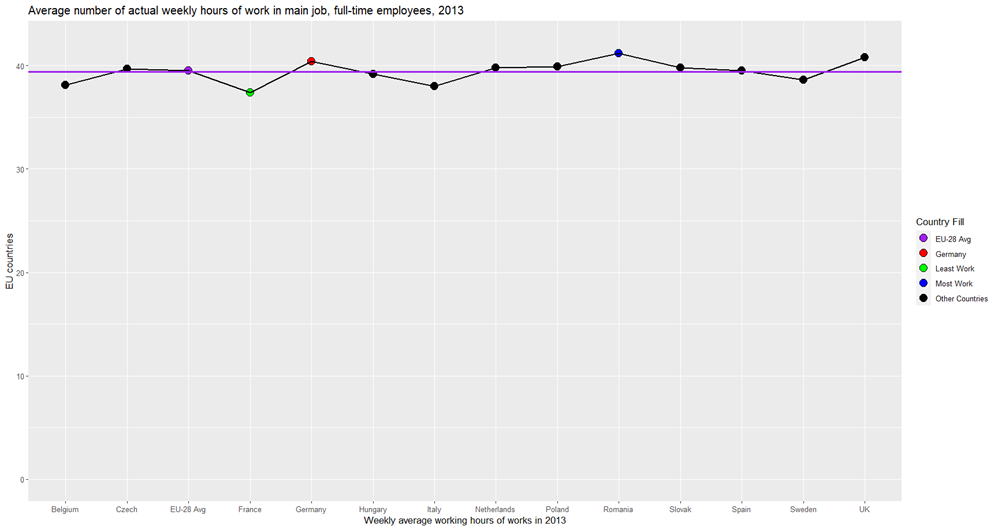 Average number of actual weekly hours of work in main job, full-time employees, 2013
EU countries
40
30
20
10
0
Belgium Czech EU-28 Avg France Germany Hungary Italy Netherlands Poland Romania Slovak Spain Sweden UK
Weekly average working hours of works in 2013
Country Fill
EU-28 Avg
Germany
Least Work
Most Work
Other Countries